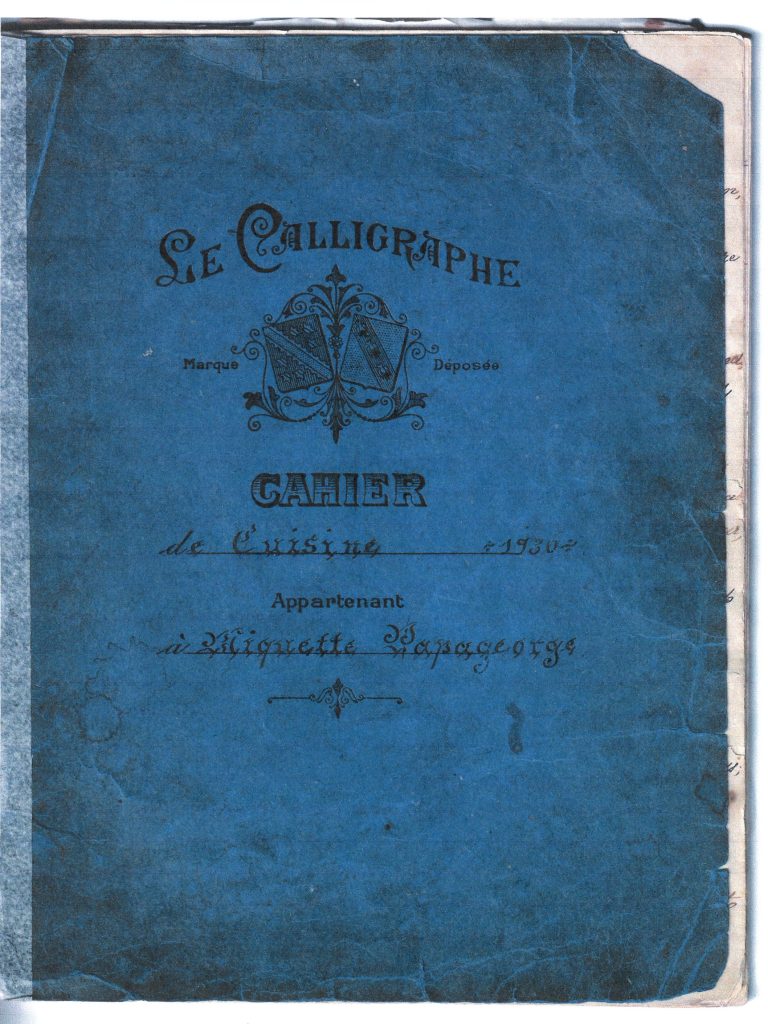 LE CALLIGRAPHE
Marque Déposée
CAHIER
de Cuisine 1930
Appartenant
à Miquette Papageorge